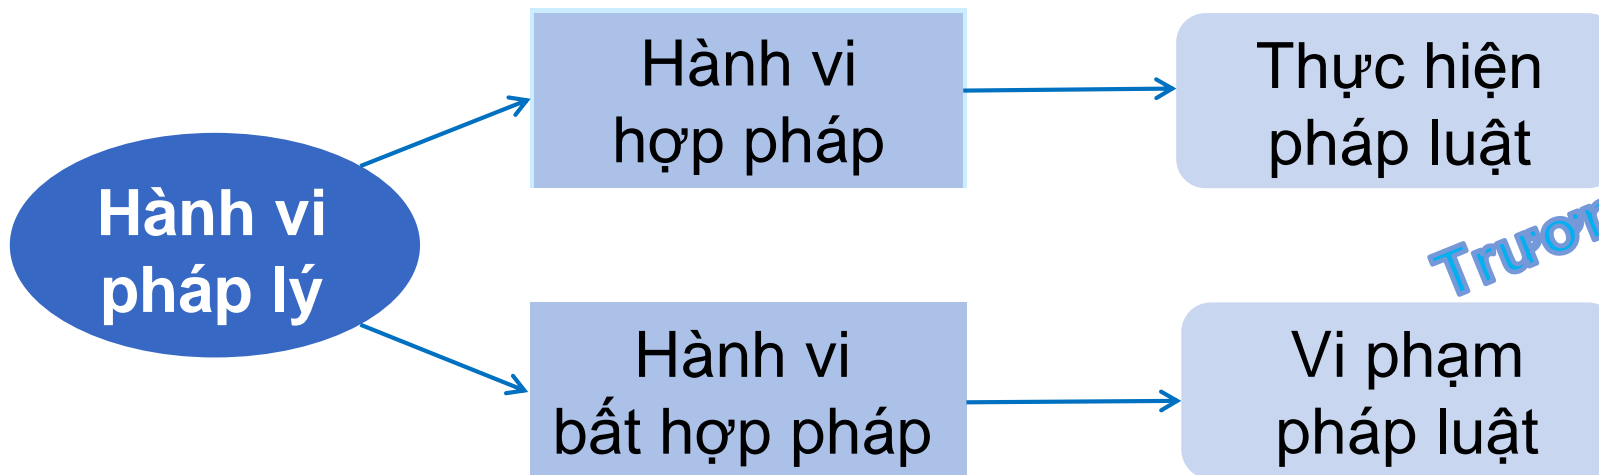 Hành vi
pháp lý
Hành vi
hợp pháp
Thực hiện
pháp luật
Hành vi
bất hợp pháp
Vi phạm
pháp luật